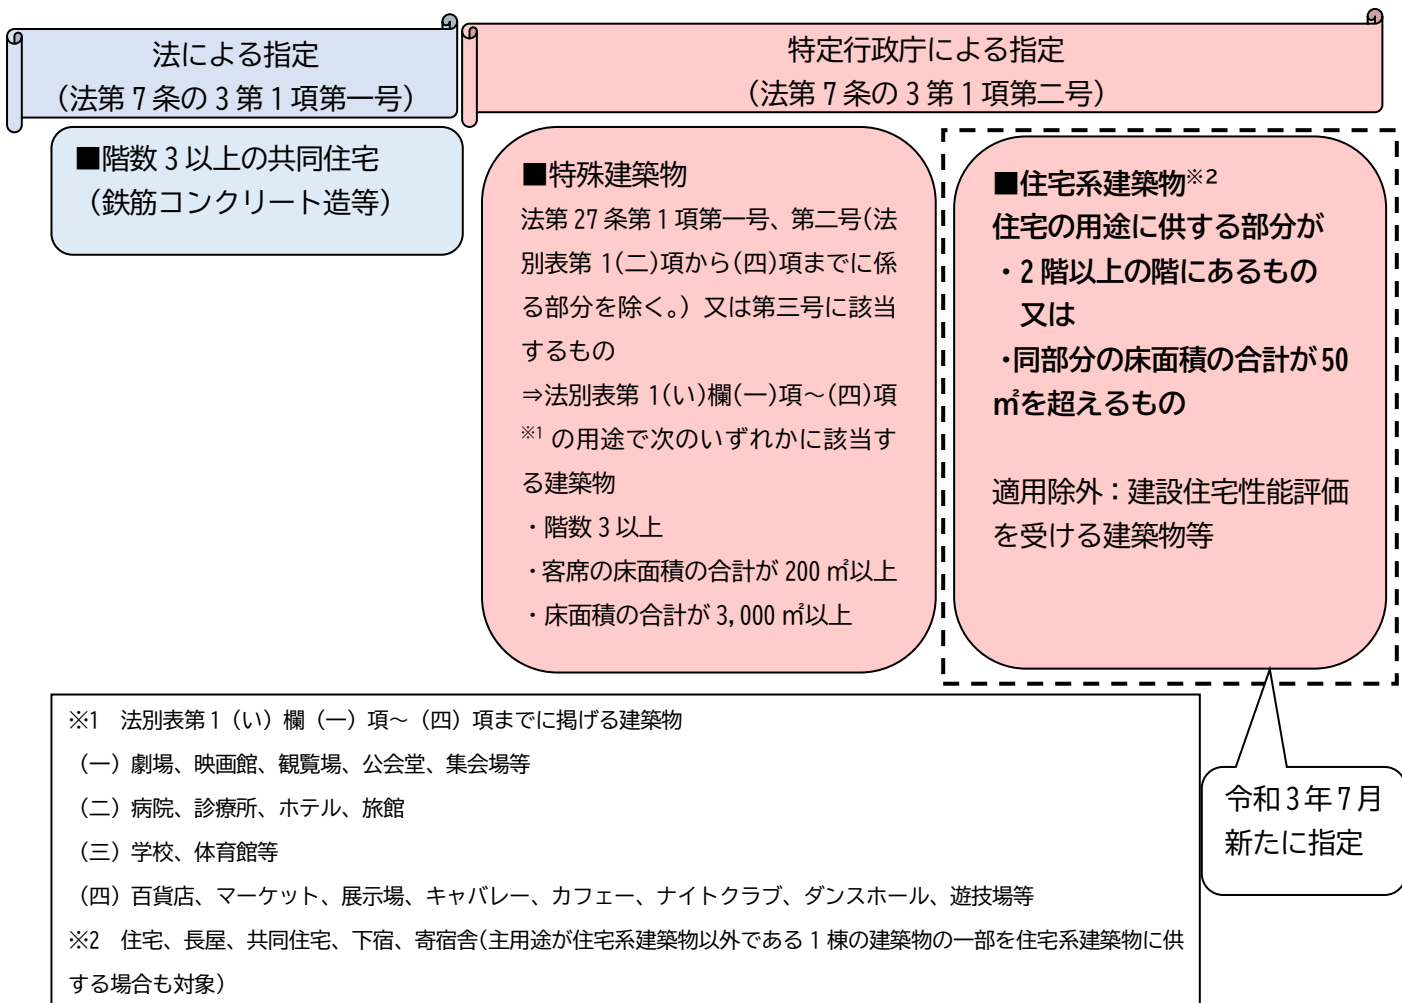 法による指定
（法第７条の３第１項第一号）
特定行政庁による指定
（法第７条の３第１項第二号）
■階数３以上の共同住宅
（鉄筋コンクリート造等）
■特殊建築物
法第27条第１項第一号、第二号(法
別表第 1(二)項から(四)項までに係
る部分を除く｡）又は第三号に該当
するもの
⇒法別表第 1(い)欄(一)項～(四)項
※1 の用途で次のいずれかに該当す
る建築物
・階数３以上
・客席の床面積の合計が 200 ㎡以上
・床面積の合計が 3,000 ㎡以上
■住宅系建築物※2
住宅の用途に供する部分が
・2 階以上の階にあるもの
又は
・同部分の床面積の合計が 50
㎡を超えるもの
適用除外：建設住宅性能評価
を受ける建築物等
令和３年７月
新たに指定
※1　法別表第１（い）欄（一）項～（四）項までに掲げる建築物
（一）劇場、映画館、観覧場、公会堂、集会場等
（二）病院、診療所、ホテル、旅館
（三）学校、体育館等
（四）百貨店、マーケット、展示場、キャバレー、カフェー、ナイトクラブ、ダンスホール、遊技場等
※2　住宅、長屋、共同住宅、下宿、寄宿舎(主用途が住宅系建築物以外である１棟の建築物の一部を住宅系建築物に供
する場合も対象）